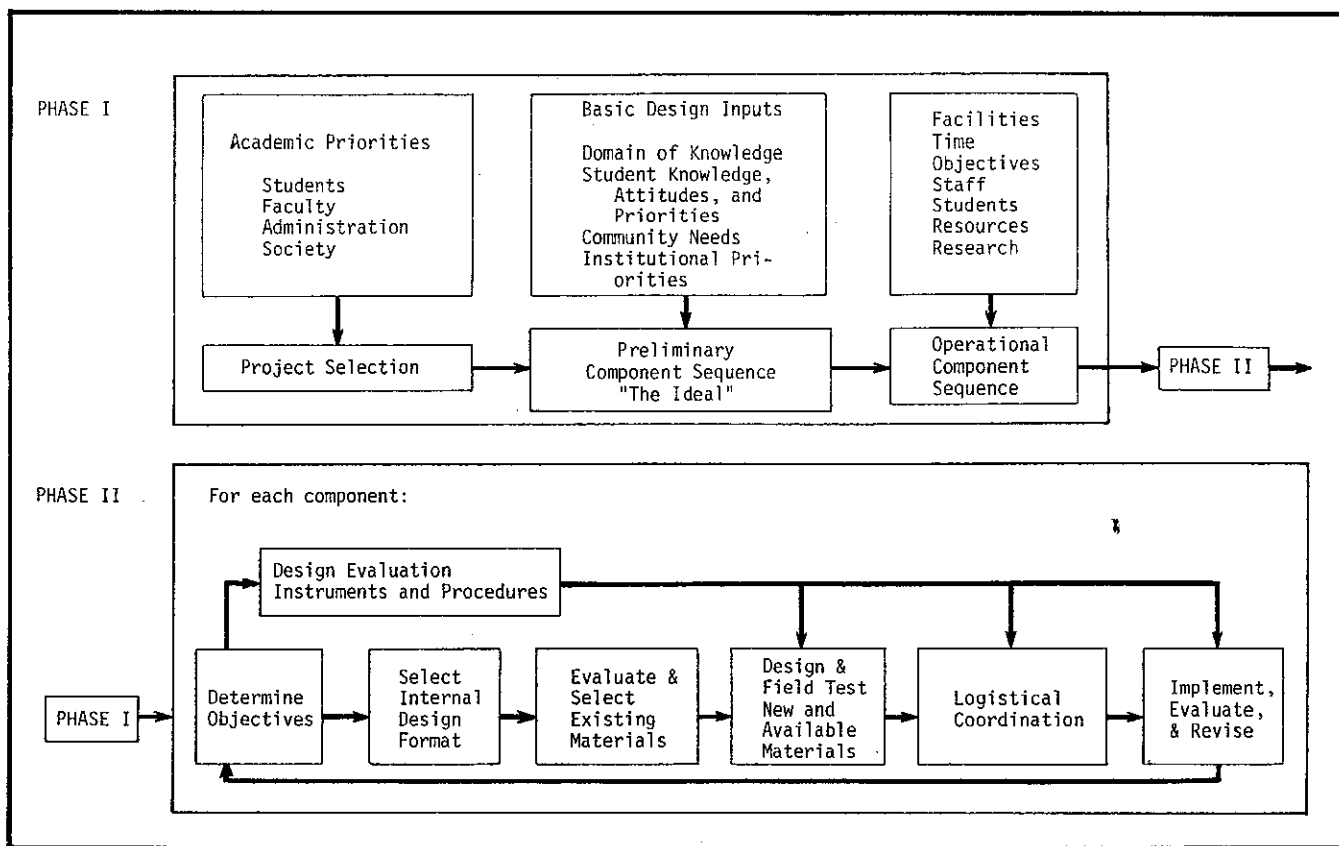 PHASE I
Academic Priorities
Students
Faculty
Administration
Society
Basic Design Inputs
Domain of Knowledge
Student Knowledge,
Attitudes, and
Priorities
Community Needs
Institutional Pri-
orities
Facilities
Time
Objectives
Staff
Students
Resources
Research
Project Selection
Preliminary
Component Sequence
"The Ideal"
Operational
Component
Sequence
PHASE II
PHASE II
For each component:
Design Evaluation
Instruments and Procedures
PHASE I
Determine
Objectives
Select
Internal
Design
Format
Evaluate &
Select
Existing
Materials
Design &
Field Test
New and
Available
Materials
Logistical
Coordination
Implement,
Evaluate,
& Revise